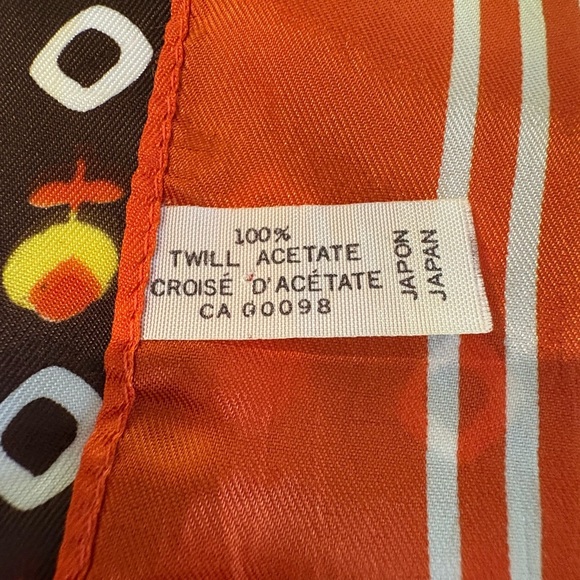 100%
TWILL ACETATE
CROISÉ D'ACÉTATE
CA 00098
JAPON
JAPAN